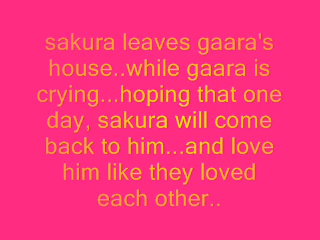 sakura leaves gaara's
house..while gaara is
crying...hoping that one
day, sakura will come
back to him...and love
him like they loved
each other..